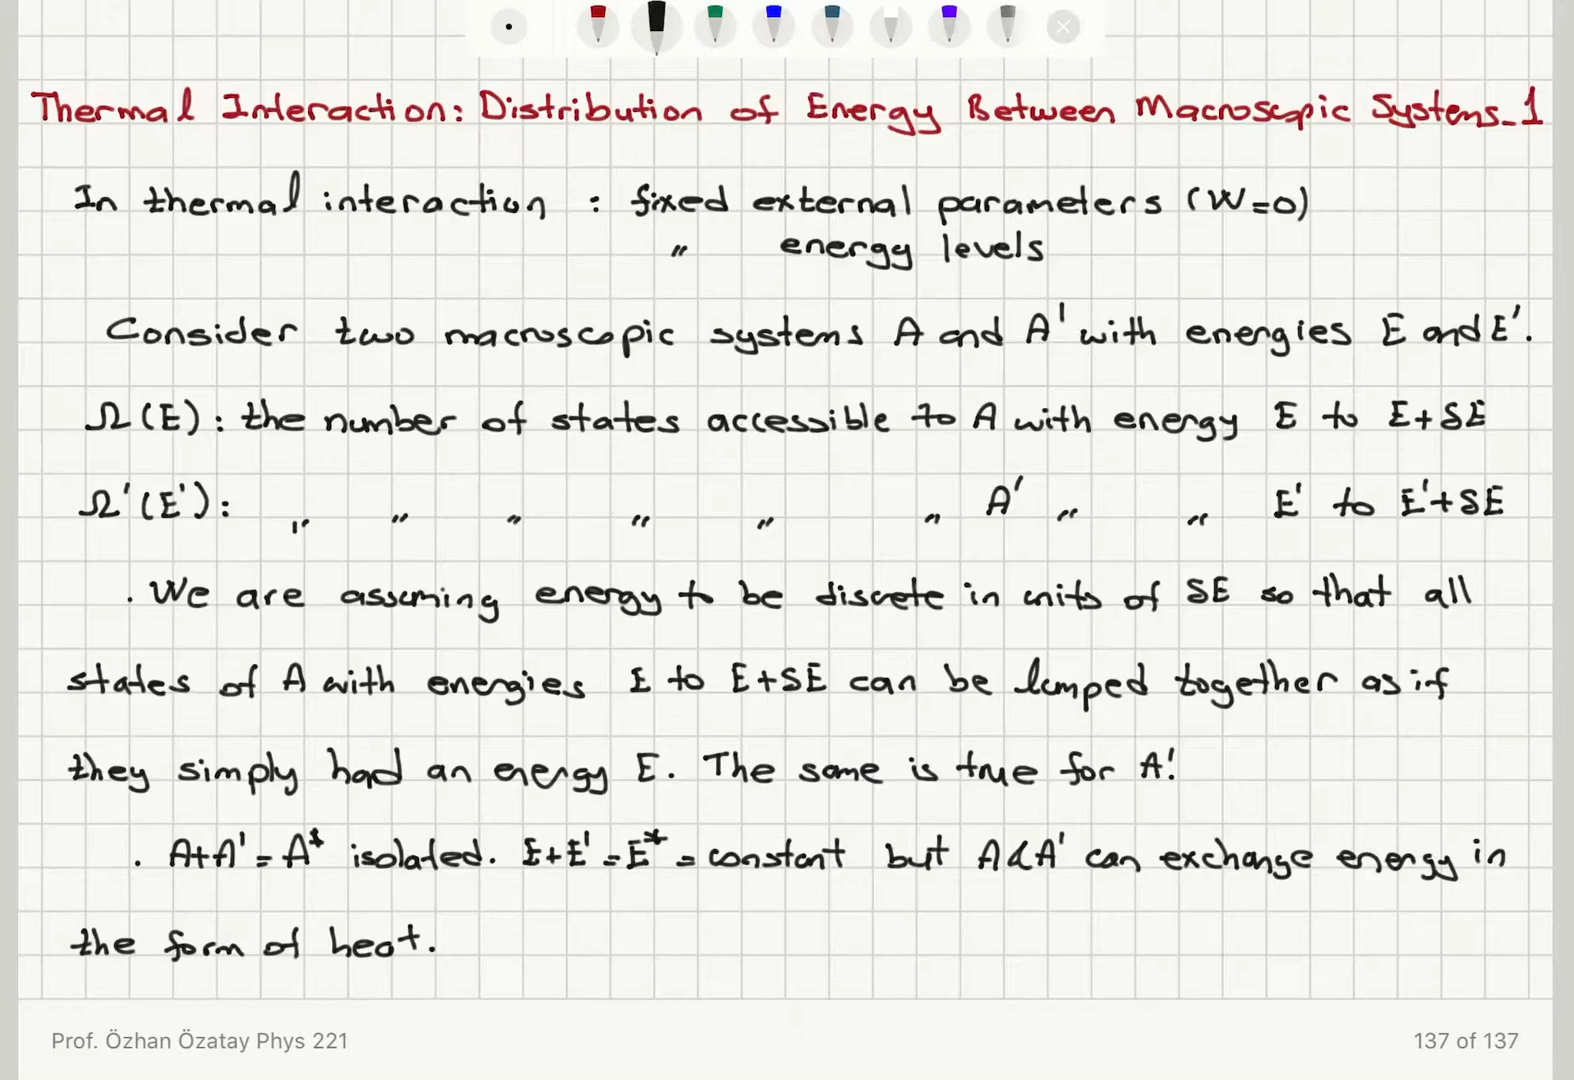 Thermal Interaction: Distribution of Energy Between Macroscopic Systems_1
In thermal interaction : fixed external parameters (W=0)
" energy levels
Consider two macroscopic systems A and A' with energies E and E'.
Ω(E): the number of states accessible to A with energy E to E+δE
Ω'(E'): " " " " " " A' " " E' to E'+δE
. We are assuming energy to be discrete in units of δE so that all
states of A with energies E to E+δE can be lumped together as if
they simply had an energy E. The same is true for A'.
. A+A' = A* isolated. E+E' = E* = constant but A & A' can exchange energy in
the form of heat.
Prof. Özhan Özatay Phys 221
137 of 137